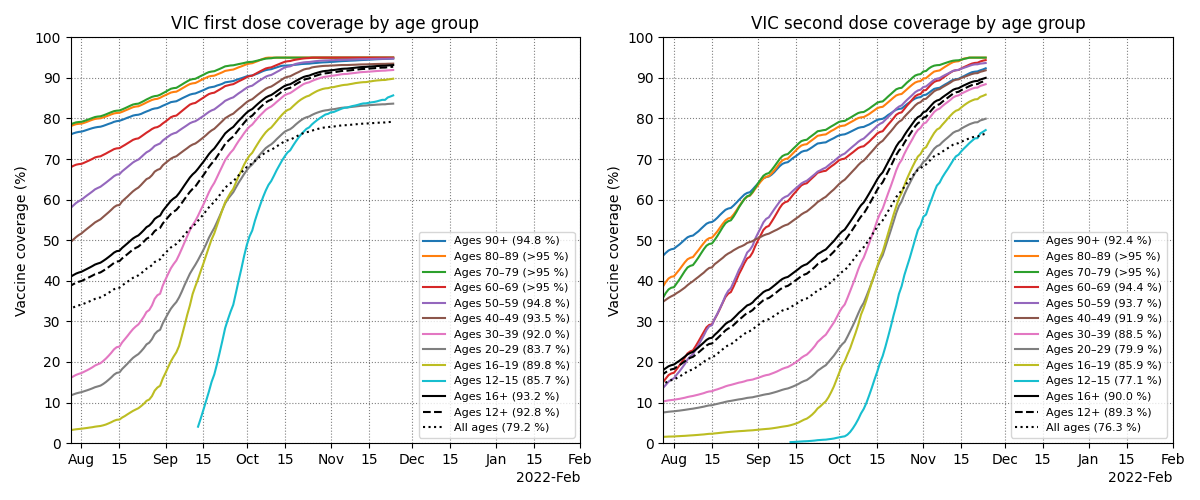 VIC first dose coverage by age group
Vaccine coverage (%)
100
90
80
70
60
50
40
30
20
10
0
Ages 90+ (94.8 %)
Ages 80–89 (>95 %)
Ages 70–79 (>95 %)
Ages 60–69 (>95 %)
Ages 50–59 (94.8 %)
Ages 40–49 (93.5 %)
Ages 30–39 (92.0 %)
Ages 20–29 (83.7 %)
Ages 16–19 (89.8 %)
Ages 12–15 (85.7 %)
Ages 16+ (93.2 %)
Ages 12+ (92.8 %)
All ages (79.2 %)
Aug 15 Sep 15 Oct 15 Nov 15 Dec 15 Jan 15 Feb
2022-Feb
VIC second dose coverage by age group
Vaccine coverage (%)
100
90
80
70
60
50
40
30
20
10
0
Ages 90+ (92.4 %)
Ages 80–89 (>95 %)
Ages 70–79 (>95 %)
Ages 60–69 (94.4 %)
Ages 50–59 (93.7 %)
Ages 40–49 (91.9 %)
Ages 30–39 (88.5 %)
Ages 20–29 (79.9 %)
Ages 16–19 (85.9 %)
Ages 12–15 (77.1 %)
Ages 16+ (90.0 %)
Ages 12+ (89.3 %)
All ages (76.3 %)
Aug 15 Sep 15 Oct 15 Nov 15 Dec 15 Jan 15 Feb
2022-Feb